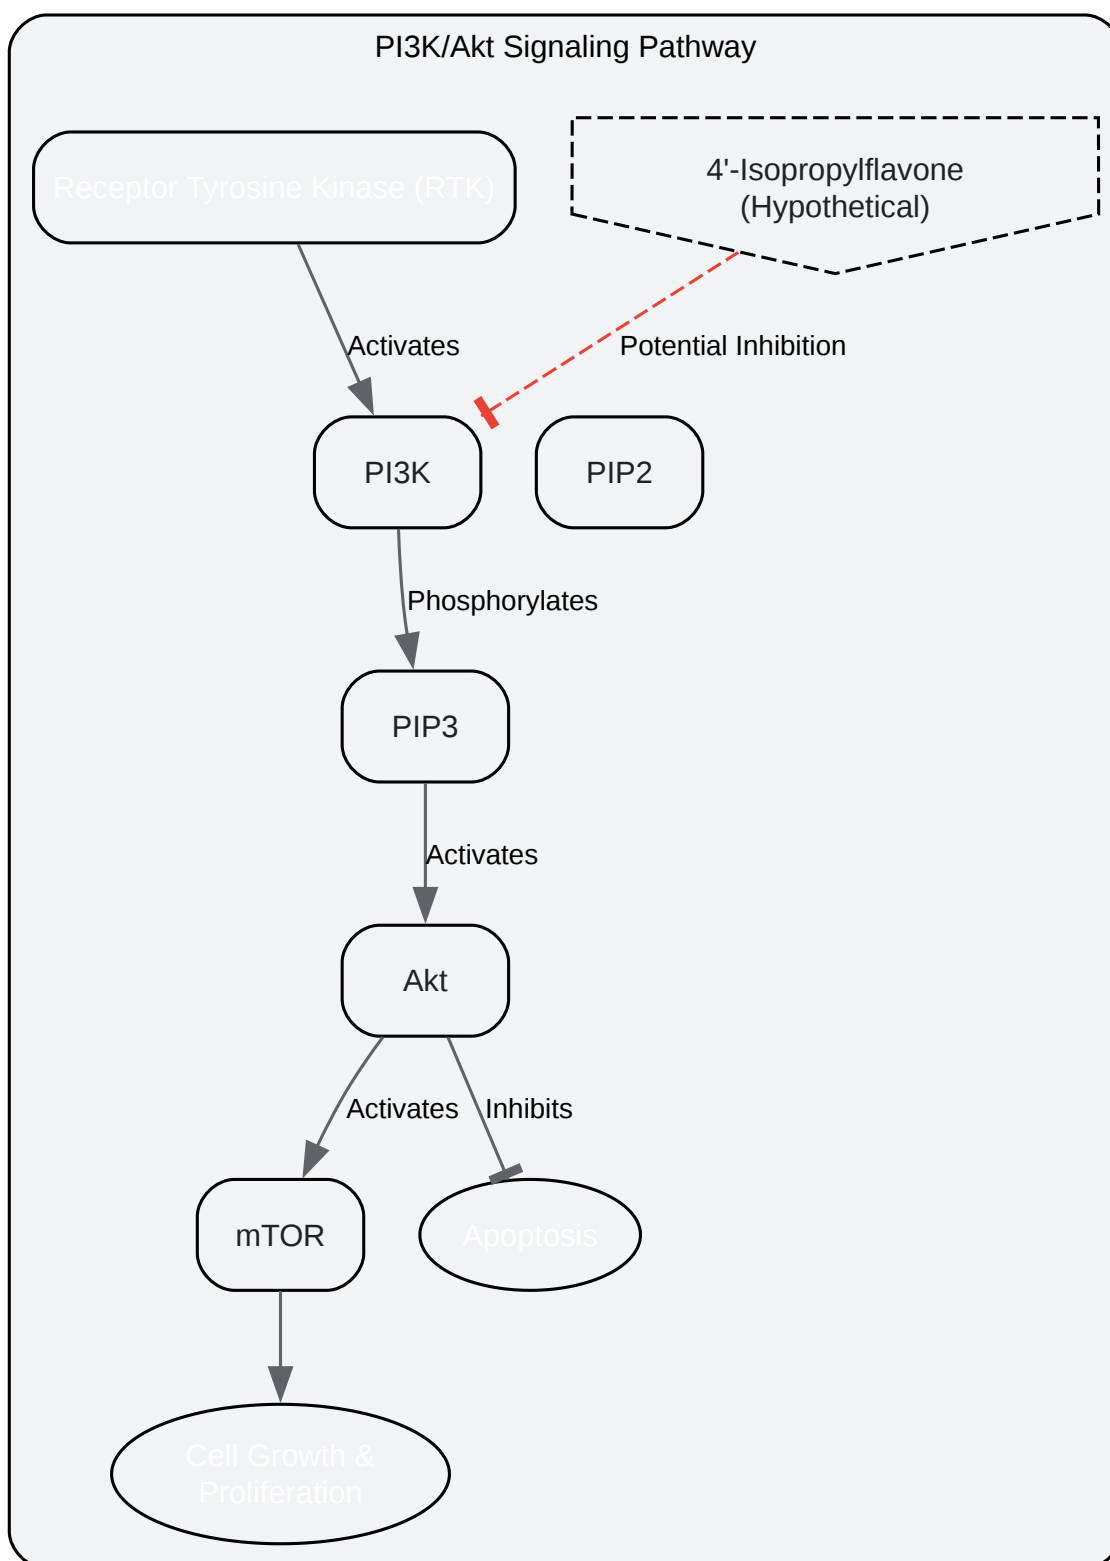 PI3K/Akt Signaling Pathway
Receptor Tyrosine Kinase (RTK)
4'-Isopropylflavone
(Hypothetical)
Activates
Potential Inhibition
PI3K
PIP2
Phosphorylates
PIP3
Activates
Akt
Activates
Inhibits
mTOR
Apoptosis
Cell Growth &
Proliferation